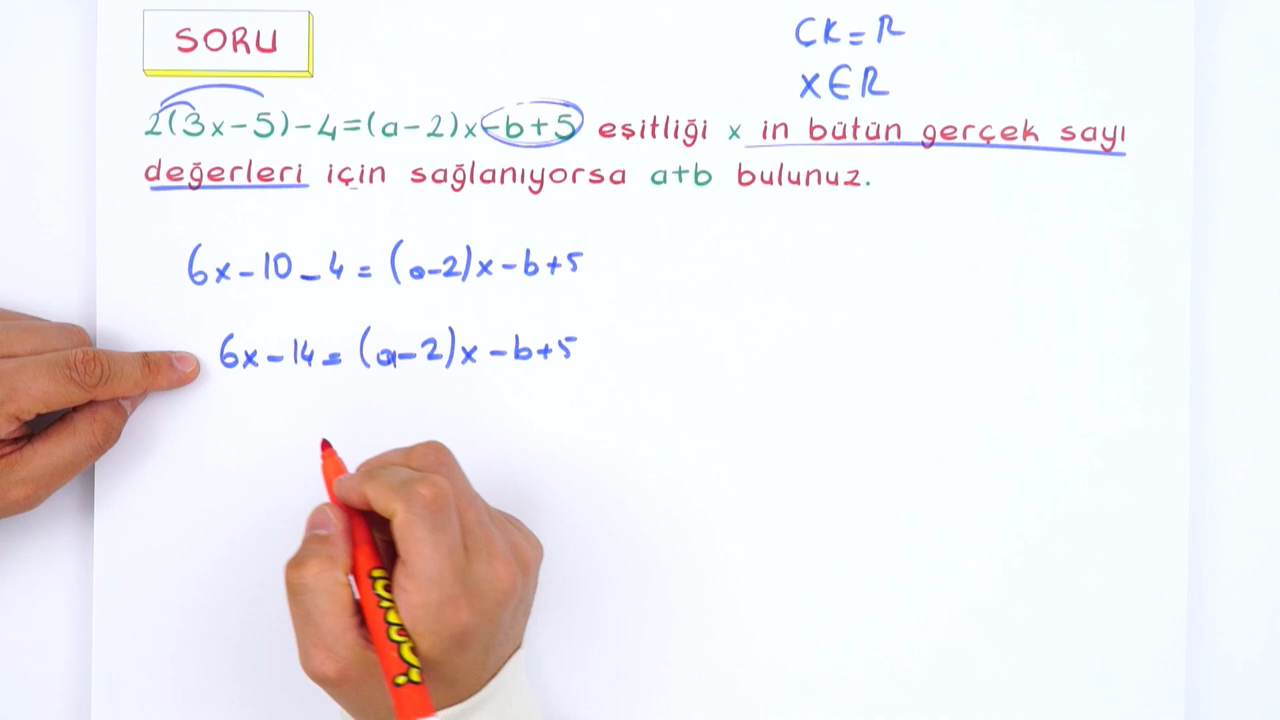 SORU
ÇK = R
x ∈ R
2(3x-5)-4=(a-2)x-b+5 eşitliği x in bütün gerçek sayı
değerleri için sağlanıyorsa a+b bulunuz.
6x-10-4 = (a-2)x-b+5
6x-14 = (a-2)x-b+5